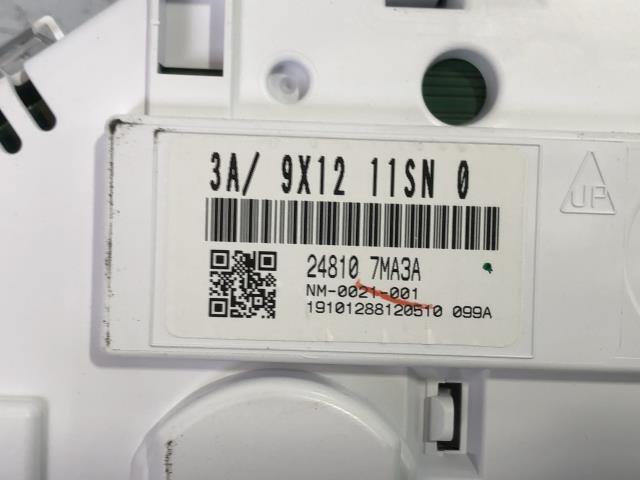 3A/ 9X12 11SN 0
UP
24810 7MA3A
NM-0021-001
19101288120510 099A